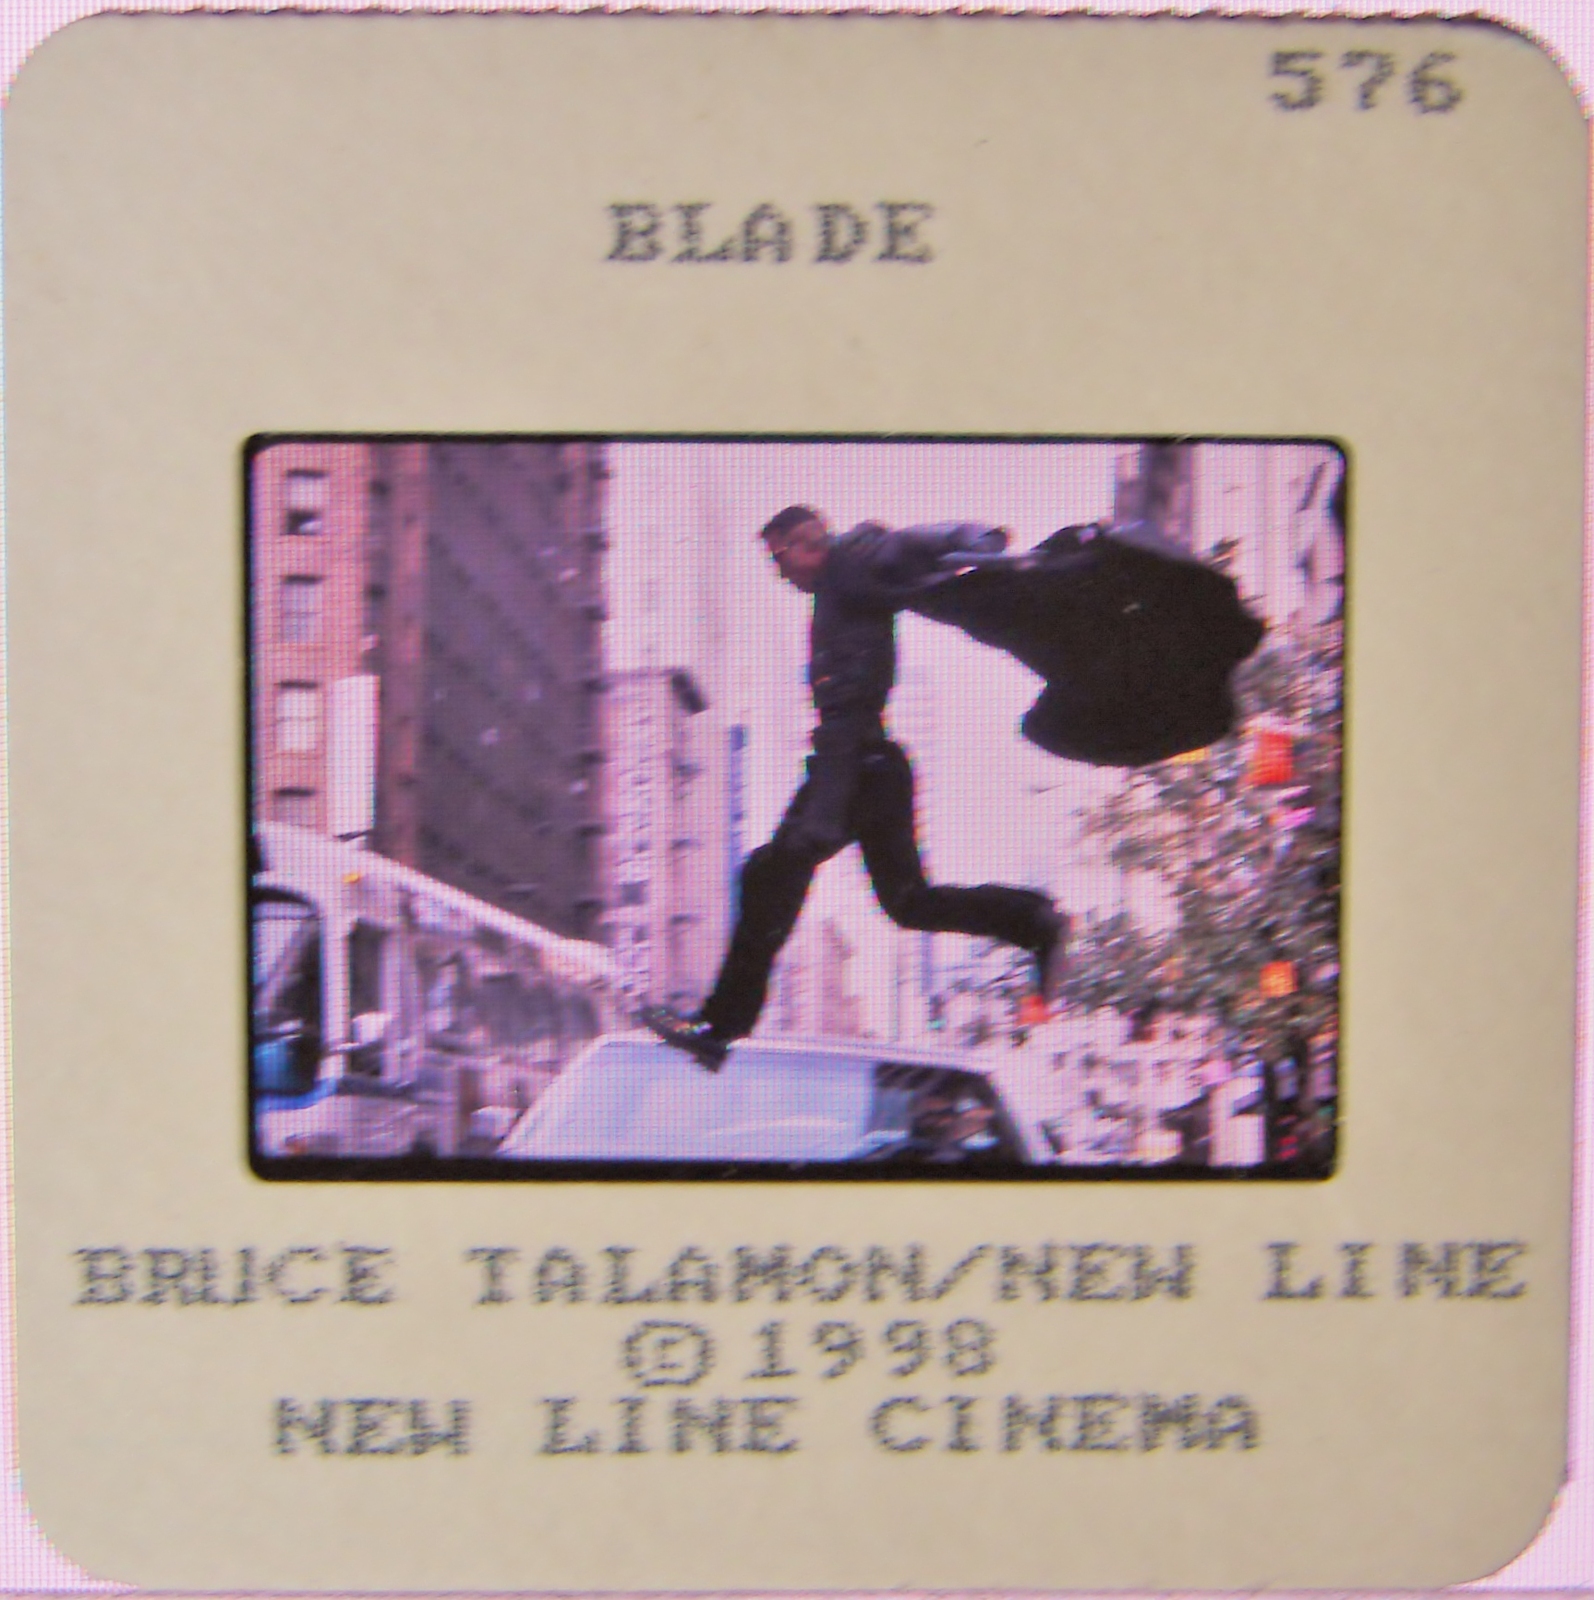 576
BLADE
BRUCE TALAMON/NEW LINE
©1998
NEW LINE CINEMA